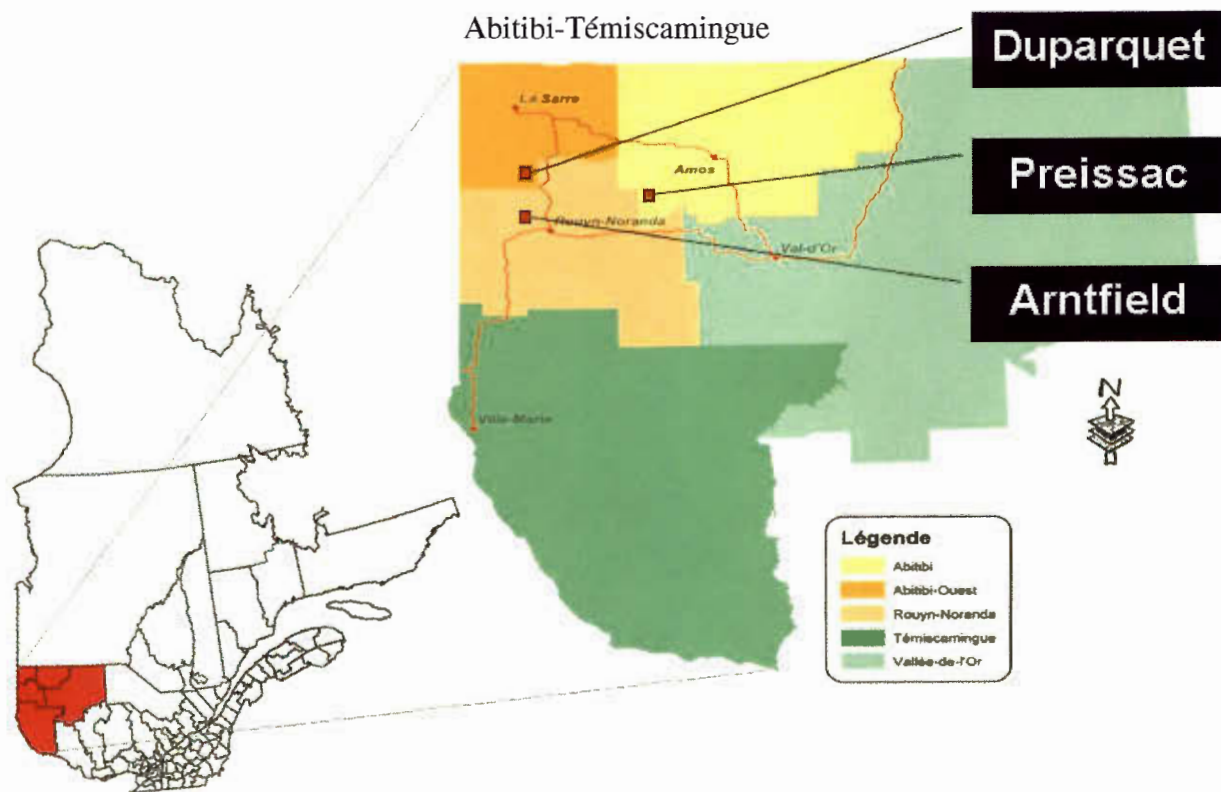 Abitibi-Témiscamingue
Duparquet
La Sarre
Amos
Preissac
Rouyn-Noranda
Val-d'Or
Arntfield
Ville-Marie
N
Légende
Abitibi
Abitibi-Ouest
Rouyn-Noranda
Témiscamingue
Vallée-de-l'Or